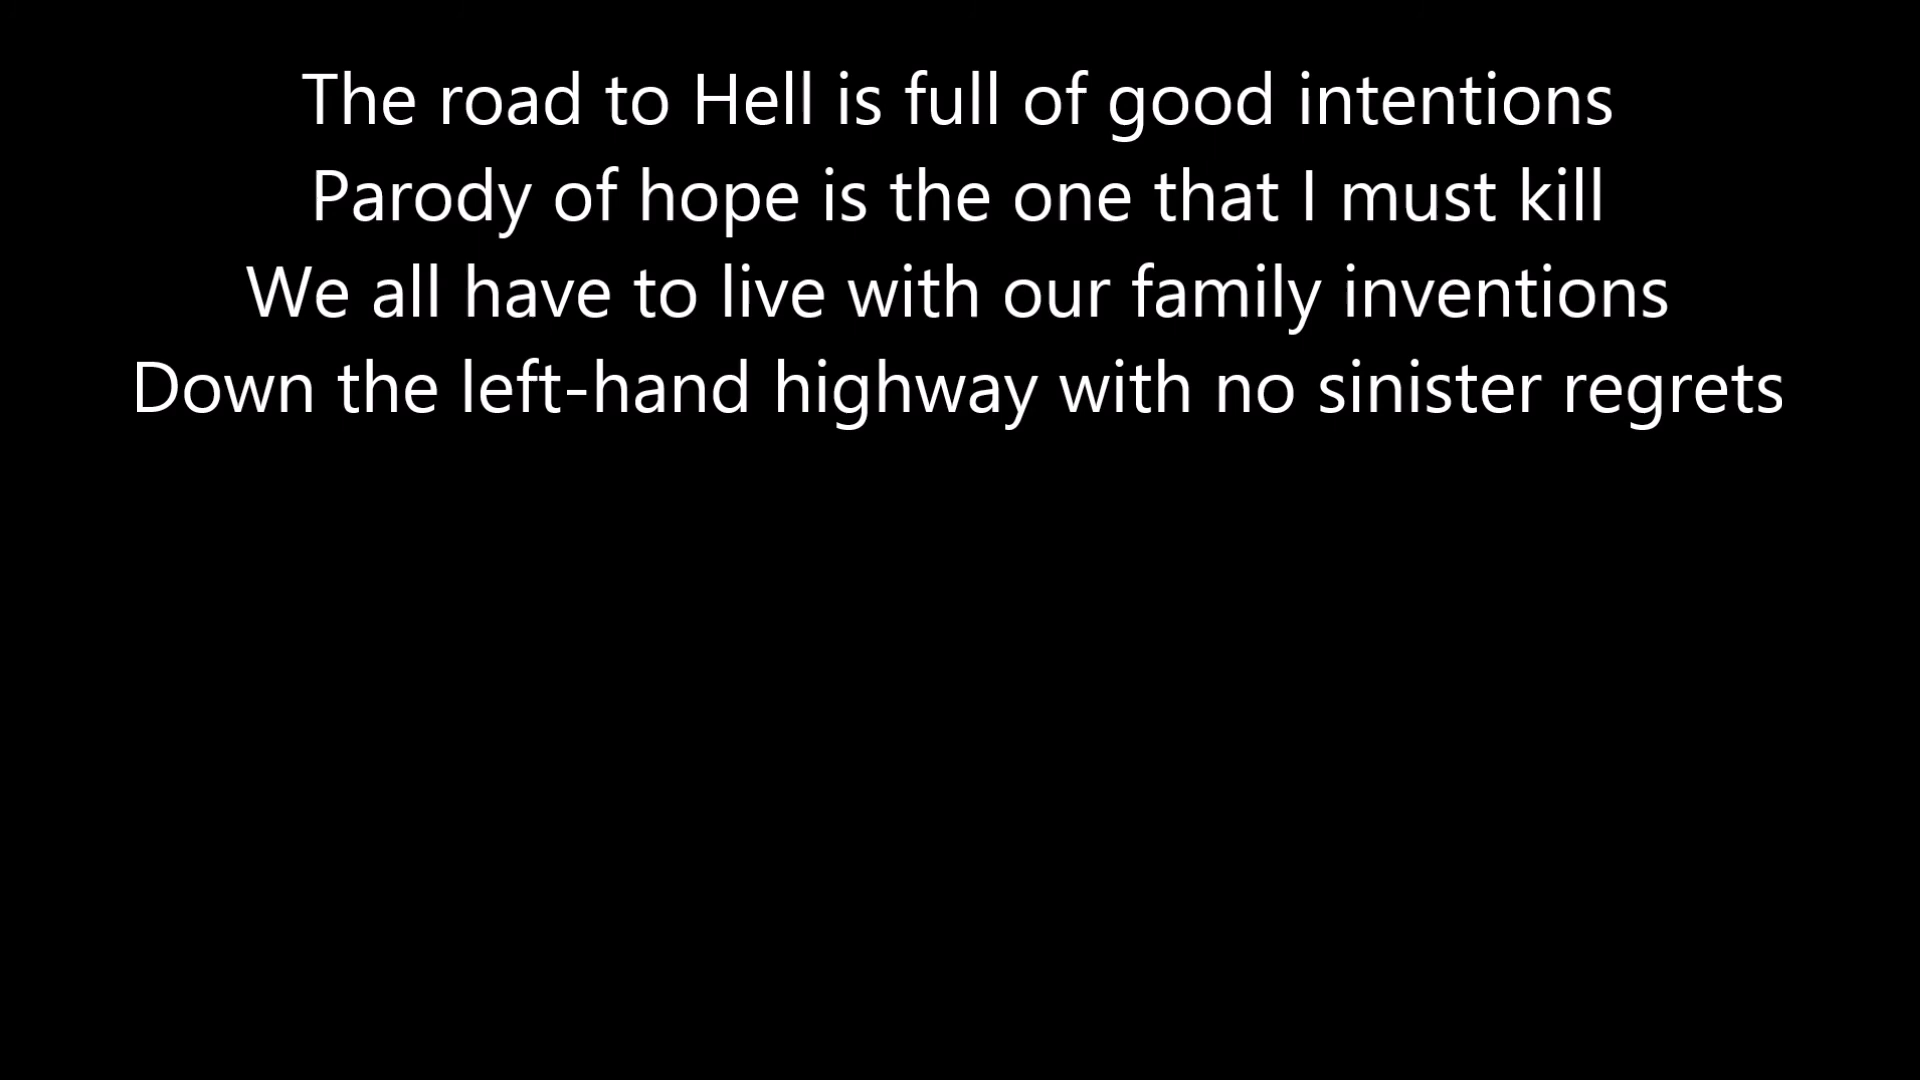 The road to Hell is full of good intentions
Parody of hope is the one that I must kill
We all have to live with our family inventions
Down the left-hand highway with no sinister regrets